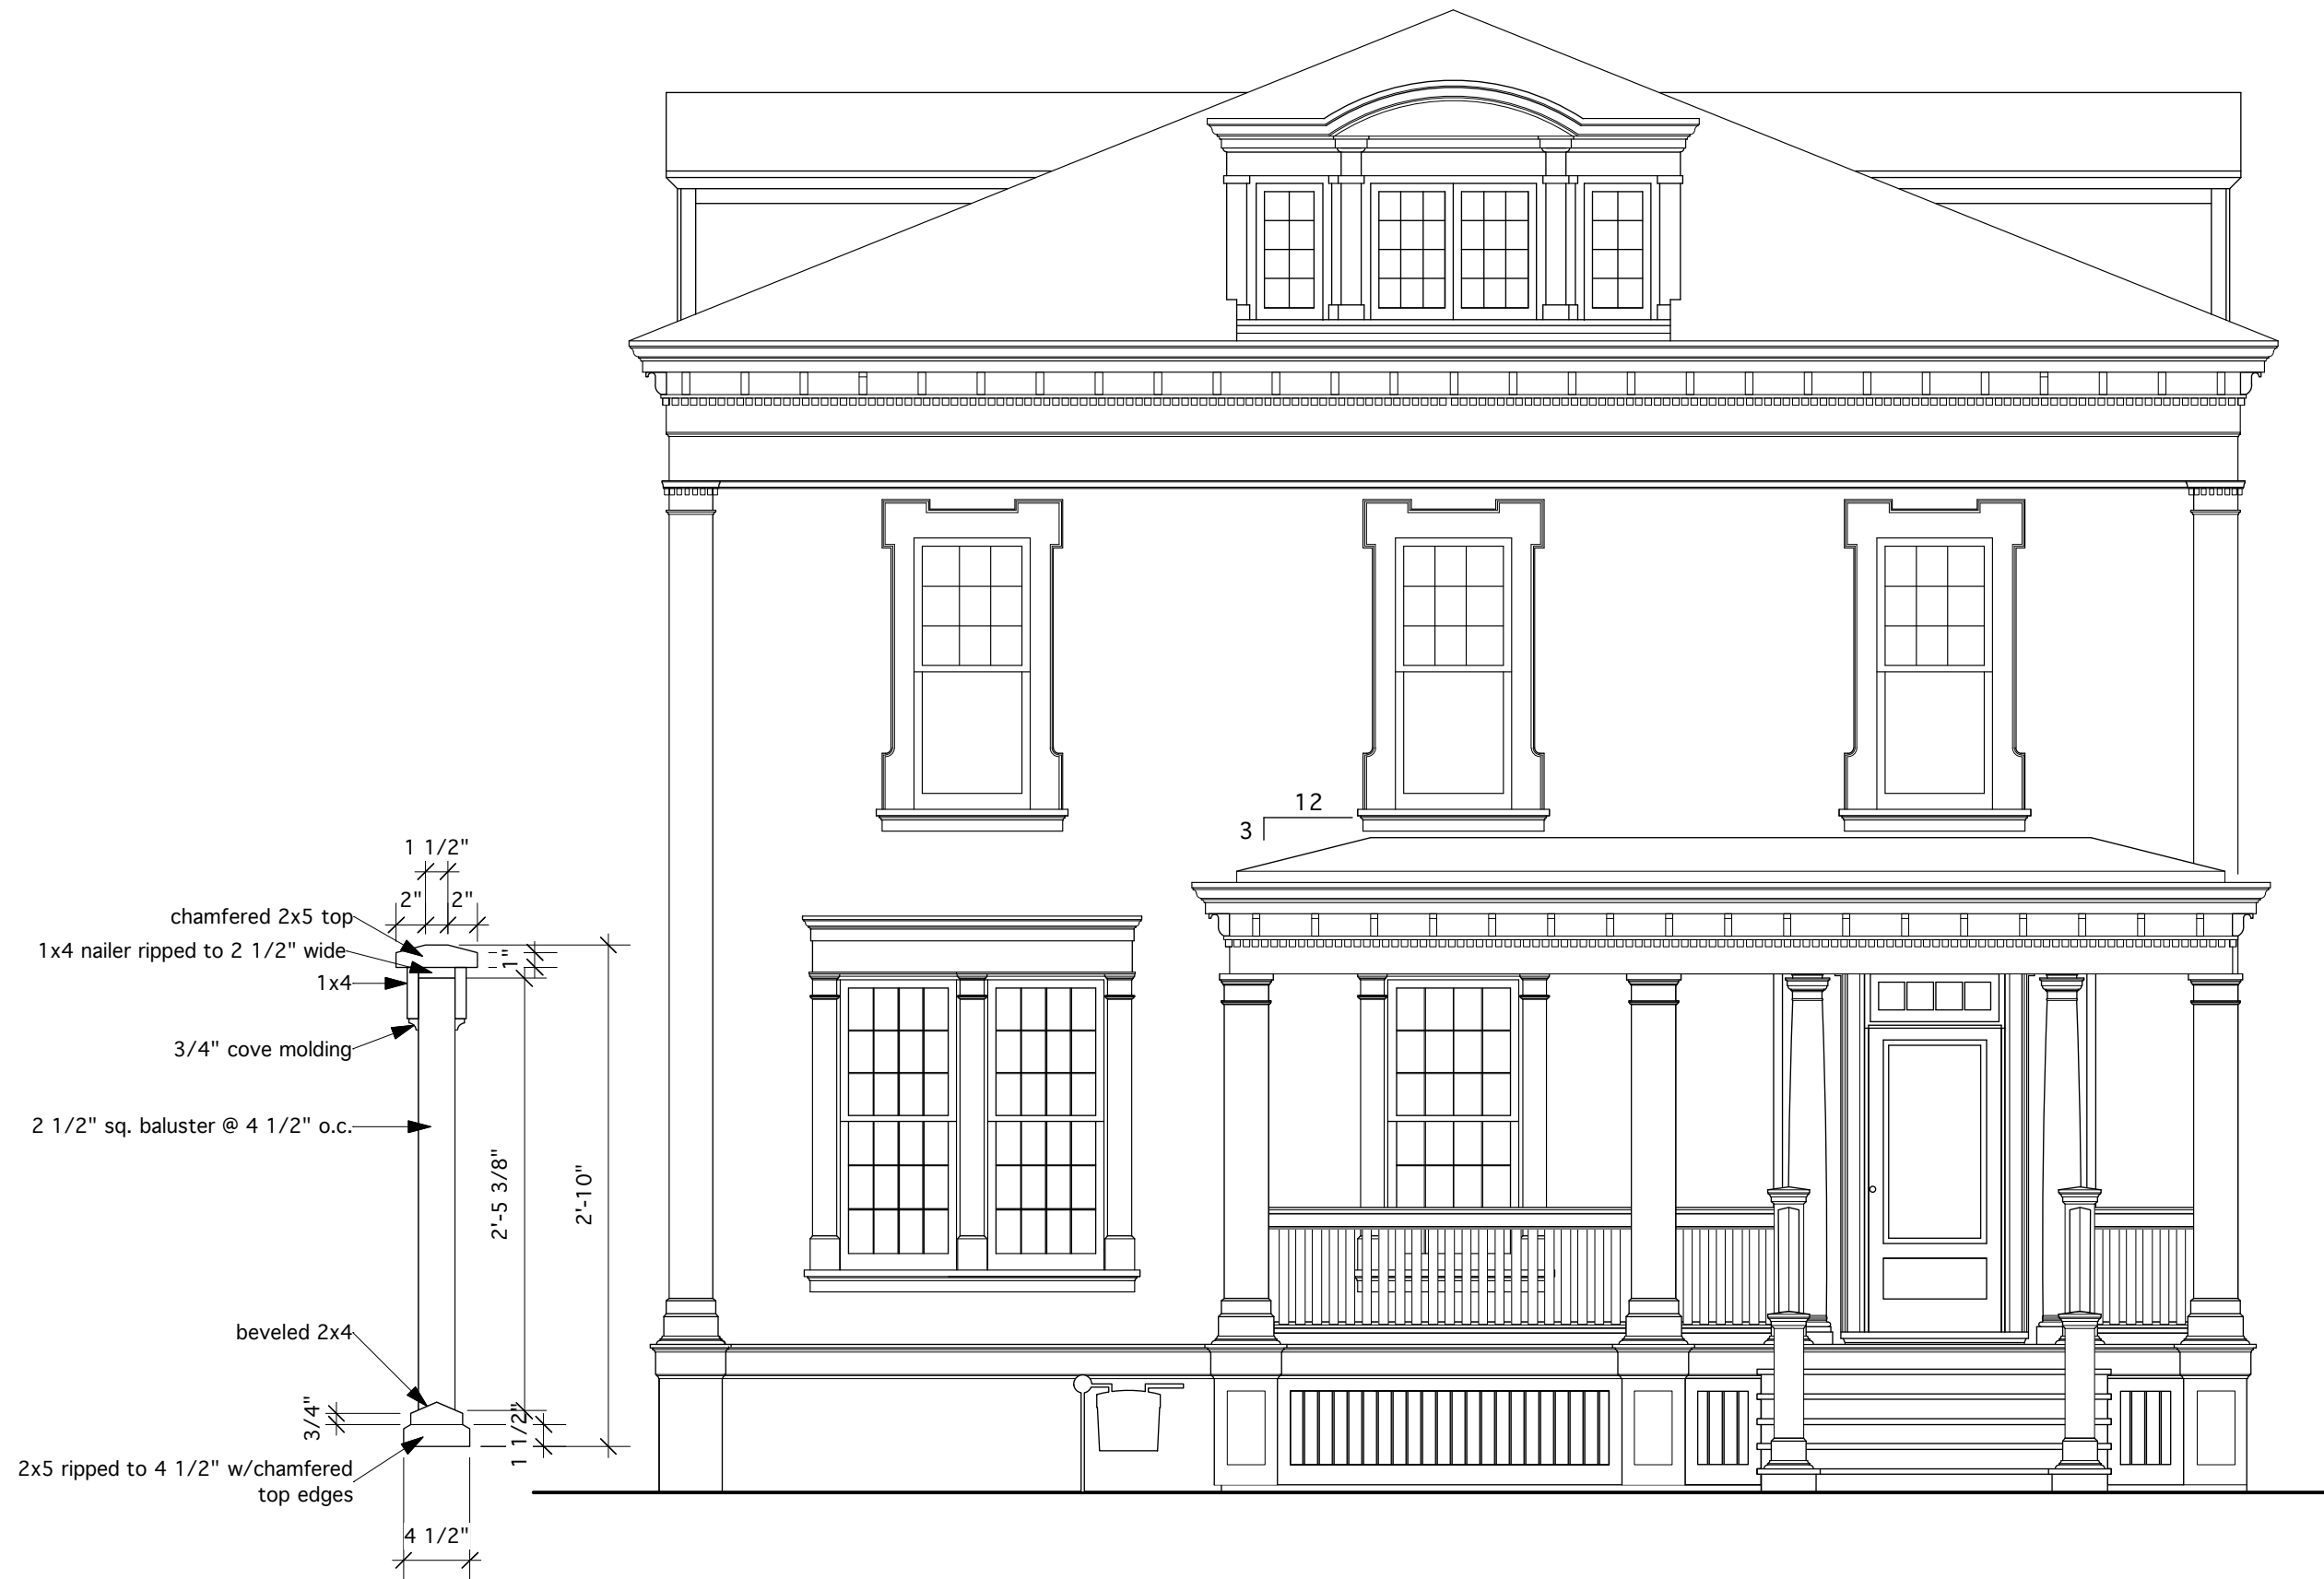 12
3
1 1/2"
2" 2"
chamfered 2x5 top
1x4 nailer ripped to 2 1/2" wide
1"
1x4
3/4" cove molding
2 1/2" sq. baluster @ 4 1/2" o.c.
2'-5 3/8"
2'-10"
beveled 2x4
3/4"
1 1/2"
2x5 ripped to 4 1/2" w/chamfered
top edges
4 1/2"